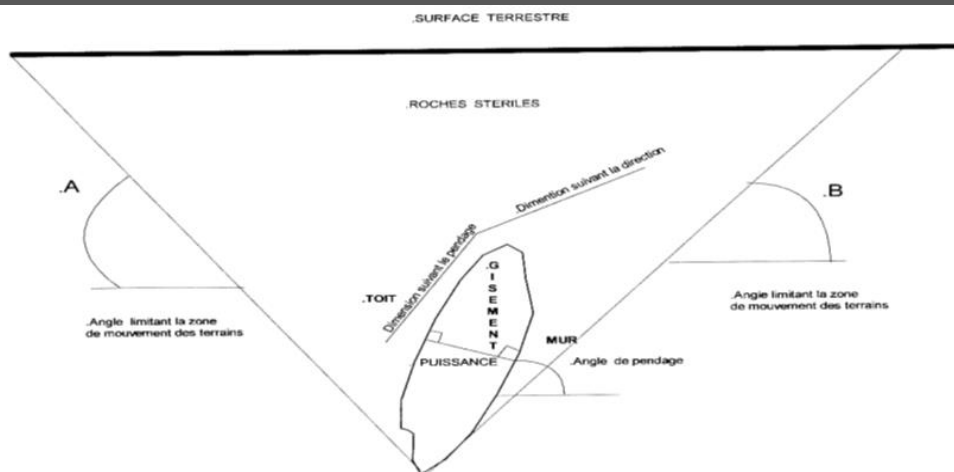 .SURFACE TERRESTRE
.ROCHES STERILES
.Dimention suivant la direction
.A
.B
Dimension suivant le pendage
.GISEMENT
.TOIT
.Angle limitant la zone
de mouvement des terrains
.Angle limitant la zone
de mouvement des terrains
MUR
PUISSANCE
.Angle de pendage